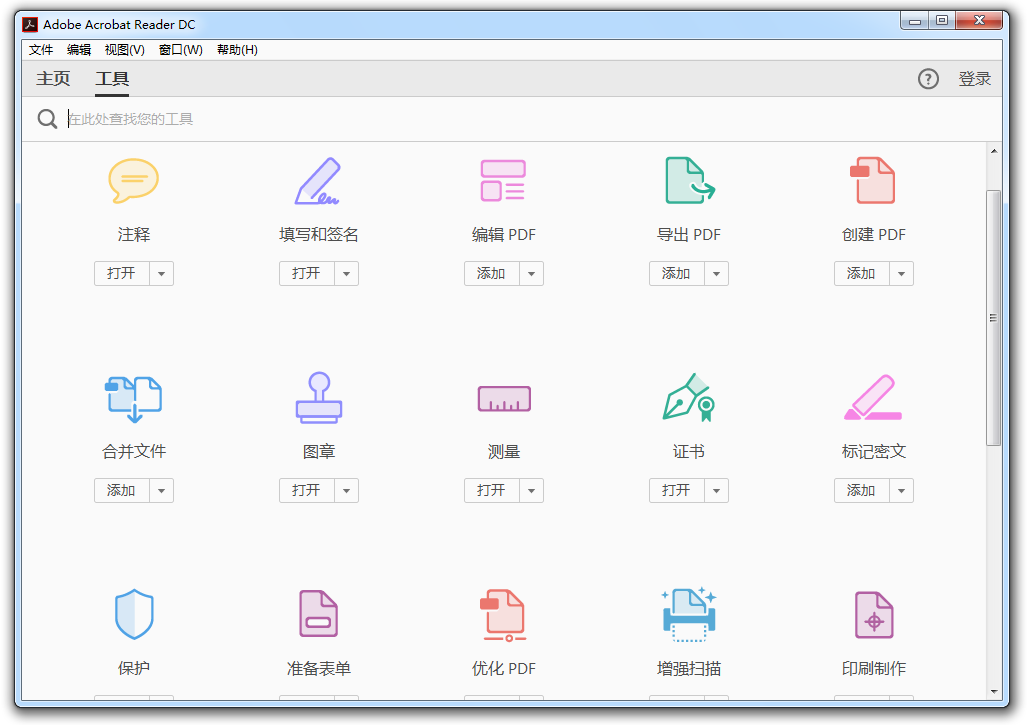 Adobe Acrobat Reader DC
文件 编辑 视图(V) 窗口(W) 帮助(H)
主页 工具 ? 登录
在此处查找您的工具
注释 填写和签名 编辑 PDF 导出 PDF 创建 PDF
打开 打开 添加 添加 添加
合并文件 图章 测量 证书 标记密文
添加 打开 打开 打开 添加
保护 准备表单 优化 PDF 增强扫描 印刷制作